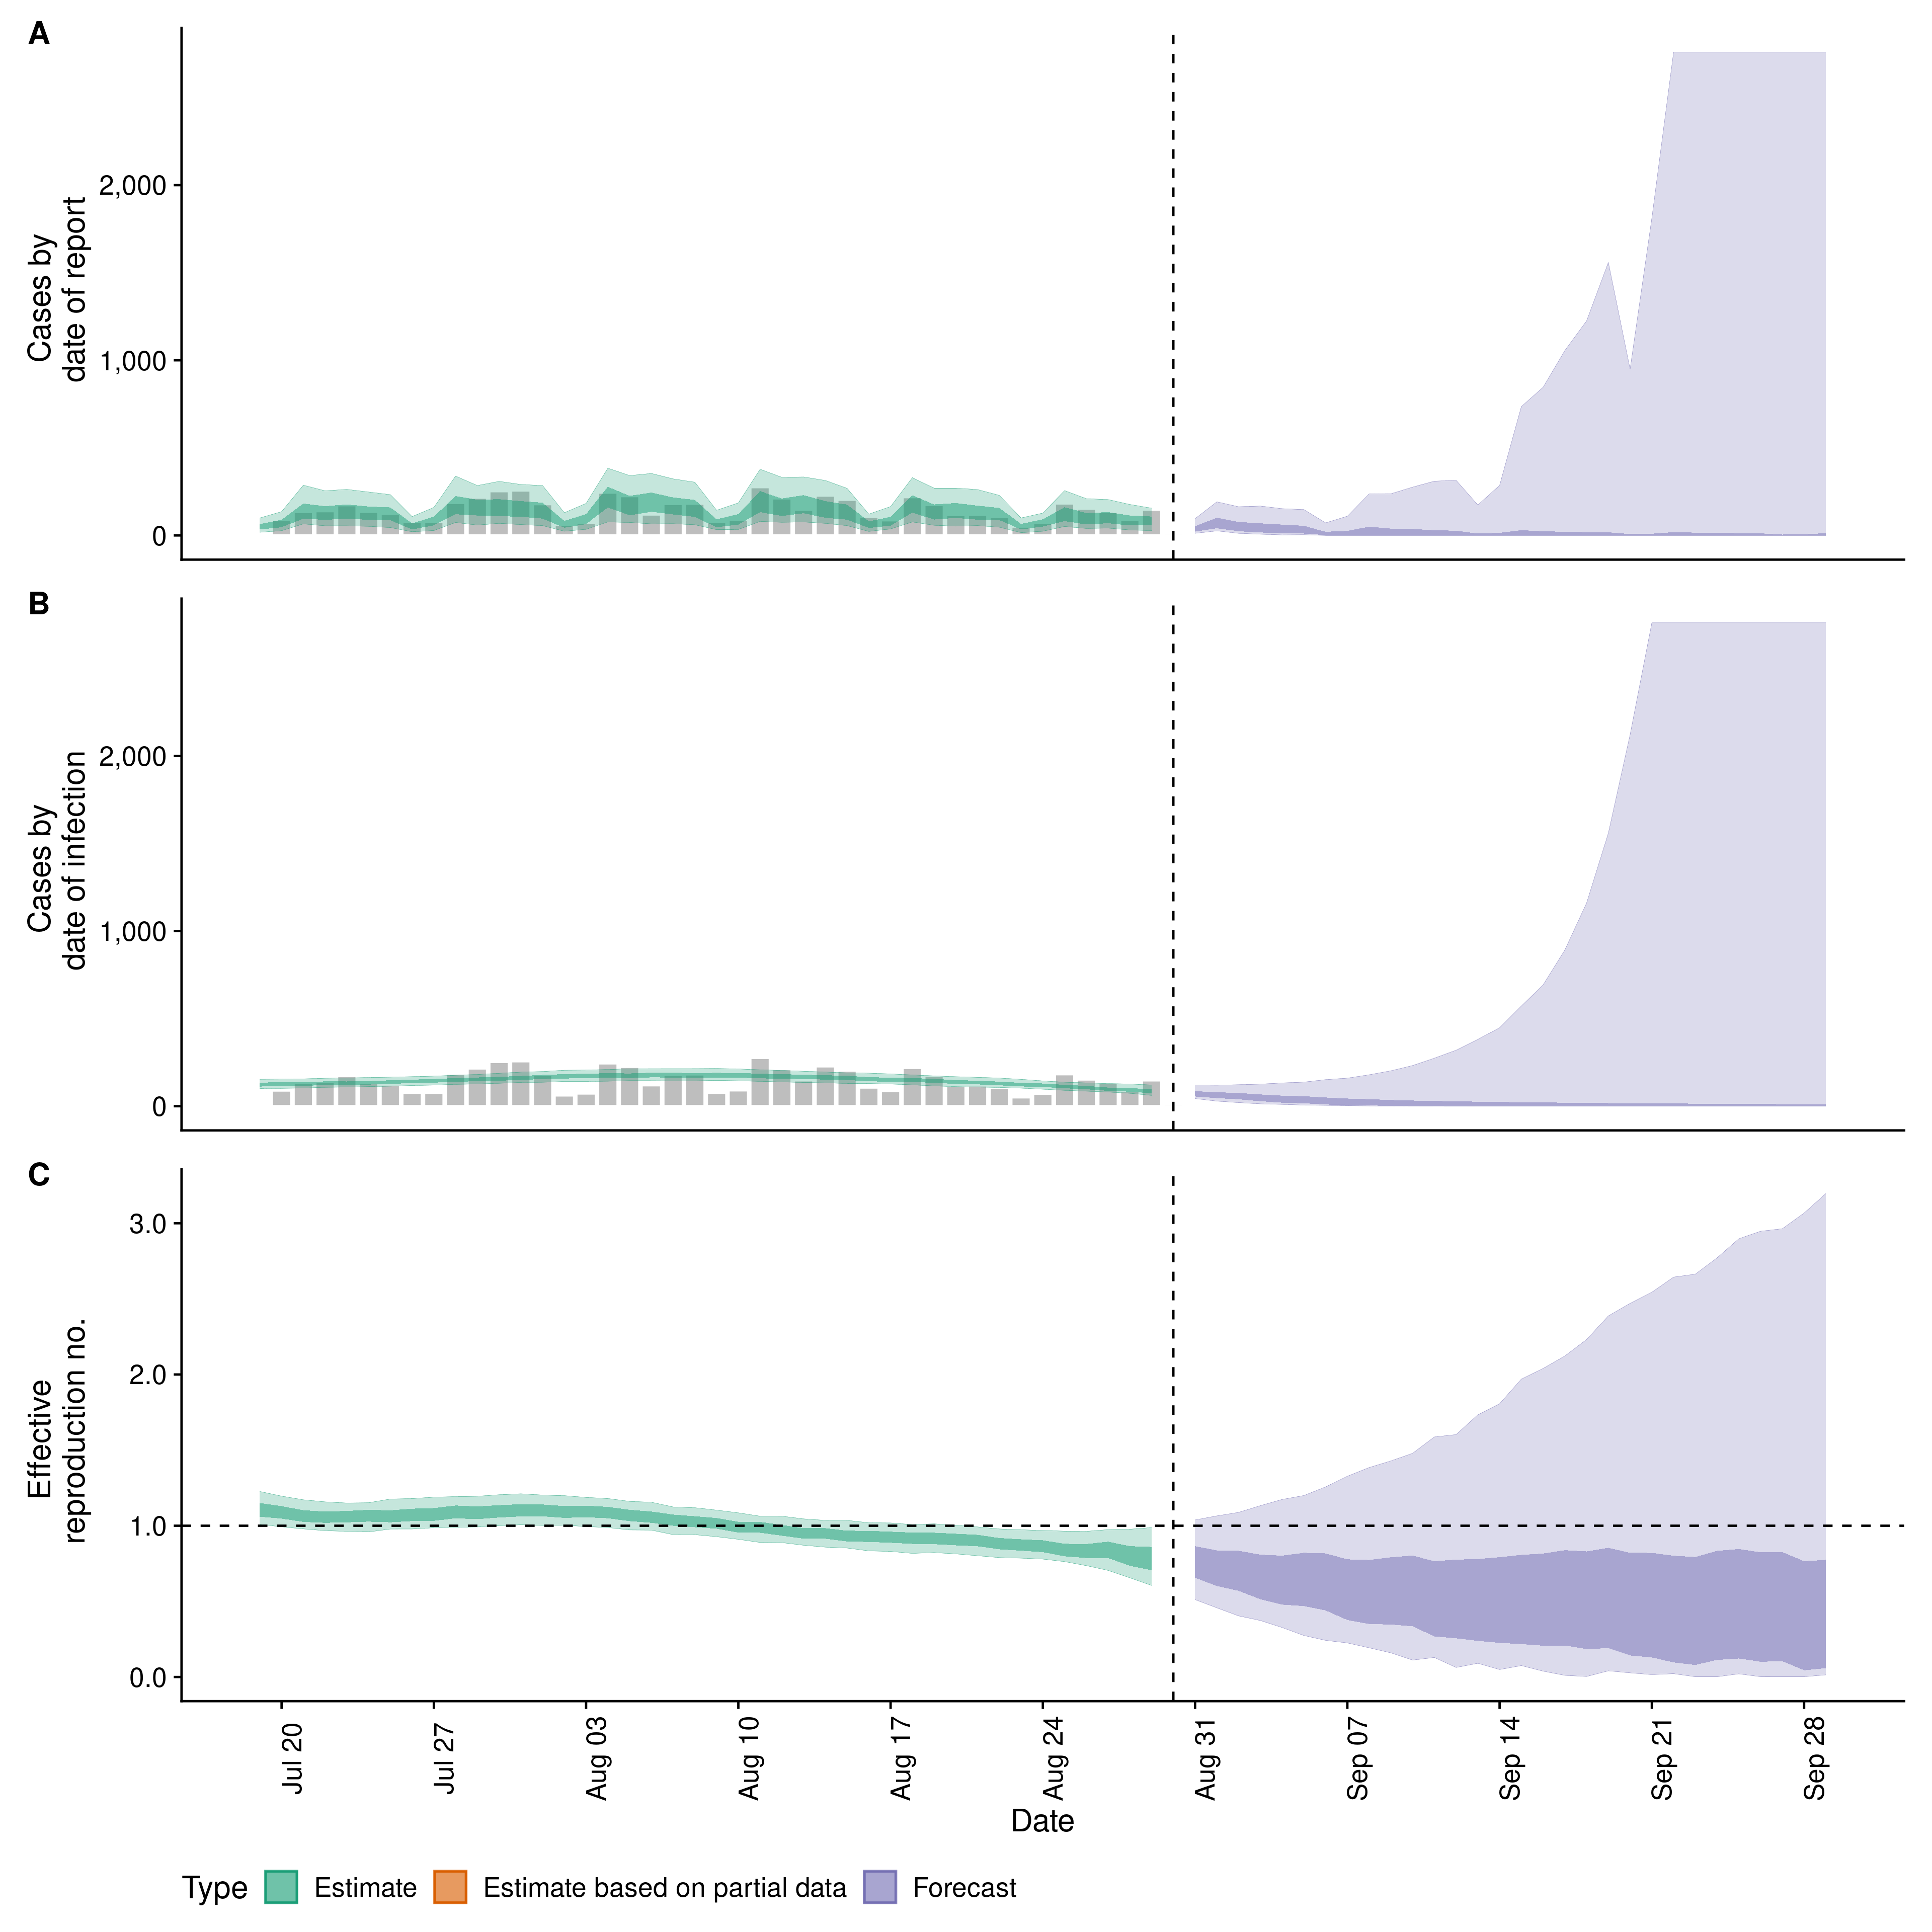 A
Cases by
date of report
2,000
1,000
0
B
Cases by
date of infection
2,000
1,000
0
C
Effective
reproduction no.
3.0
2.0
1.0
0.0
Jul 20
Jul 27
Aug 03
Aug 10
Aug 17
Aug 24
Aug 31
Sep 07
Sep 14
Sep 21
Sep 28
Date
Type Estimate Estimate based on partial data Forecast